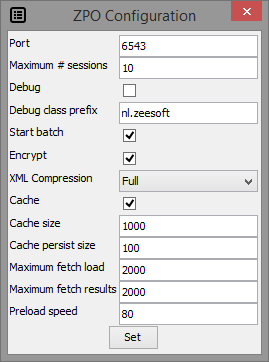 ZPO Configuration
Port 6543
Maximum # sessions 10
Debug
Debug class prefix nl.zeesoft
Start batch
Encrypt
XML Compression Full
Cache
Cache size 1000
Cache persist size 100
Maximum fetch load 2000
Maximum fetch results 2000
Preload speed 80
Set